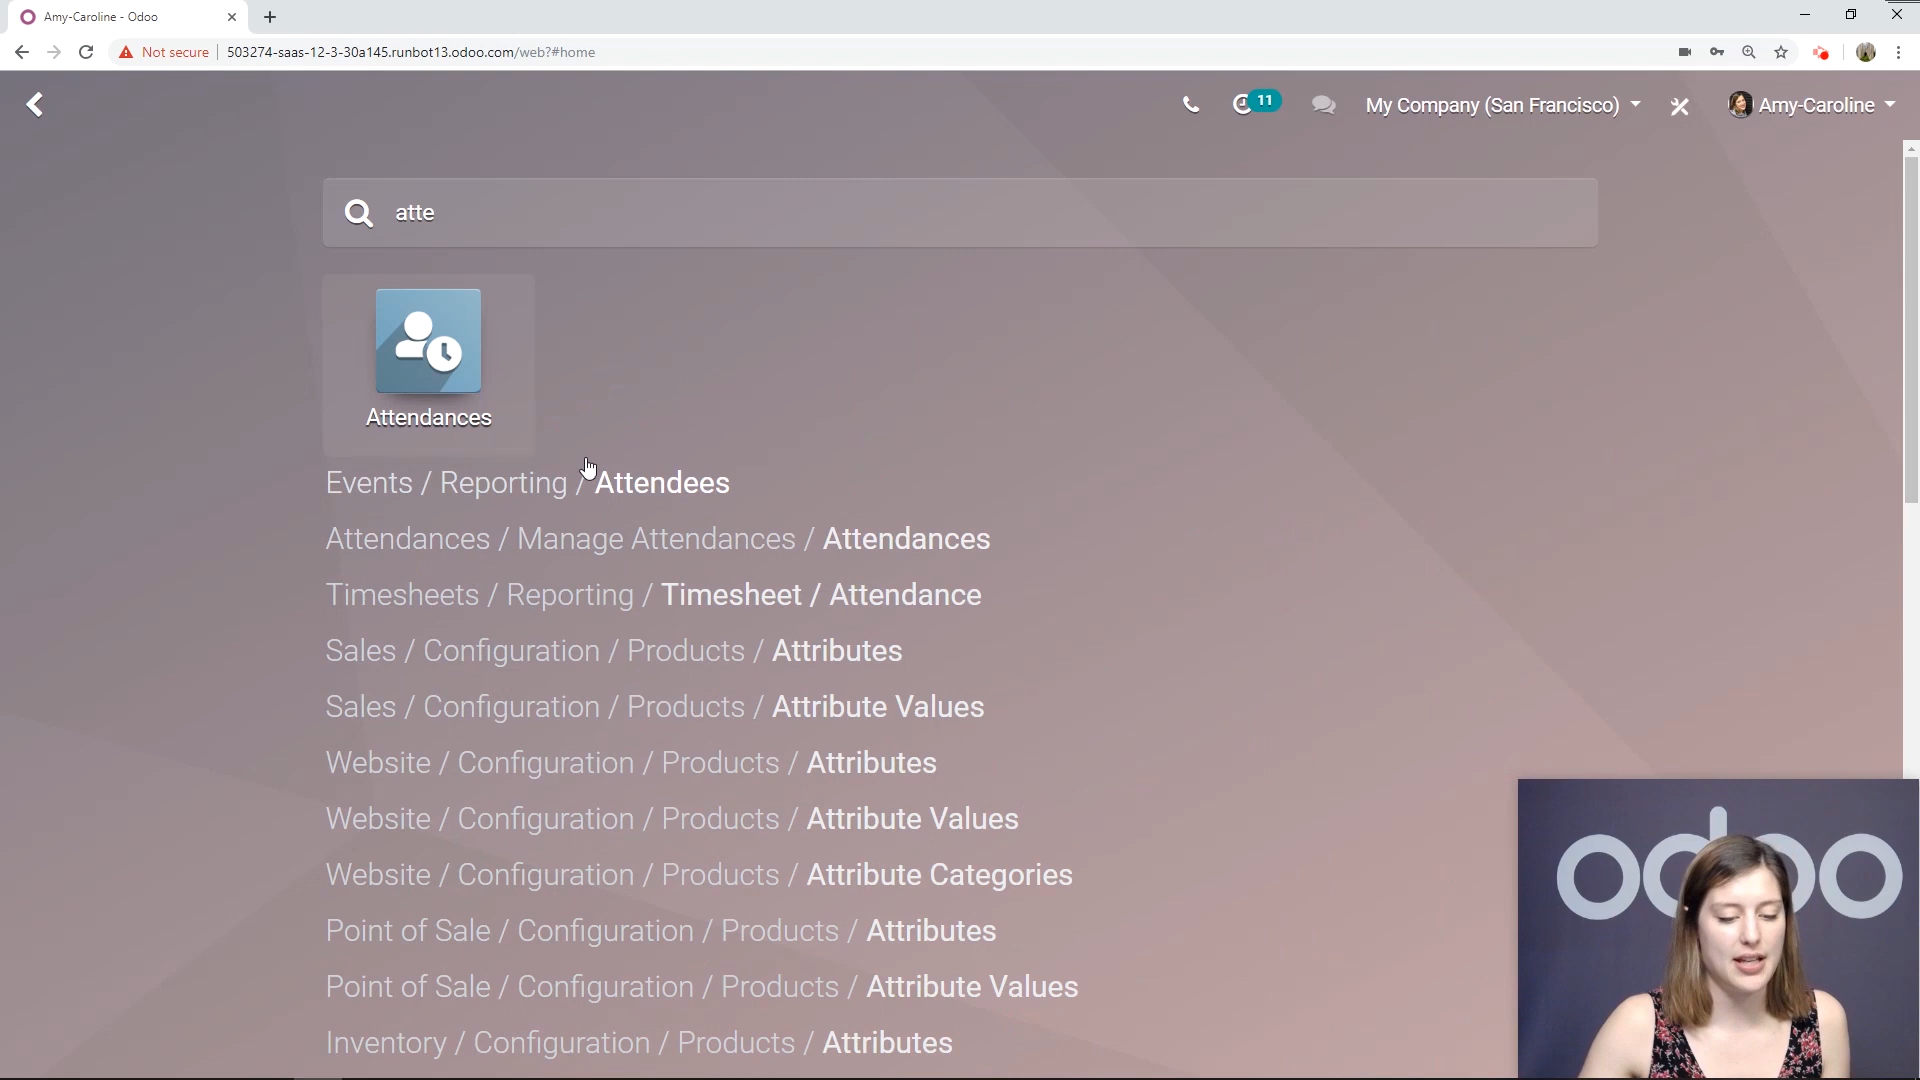 Amy-Caroline - Odoo
Not secure
503274-saas-12-3-30a145.runbot13.odoo.com/web?#home
11
My Company (San Francisco)
Amy-Caroline
atte
Attendances
Events / Reporting / Attendees
Attendances / Manage Attendances / Attendances
Timesheets / Reporting / Timesheet / Attendance
Sales / Configuration / Products / Attributes
Sales / Configuration / Products / Attribute Values
Website / Configuration / Products / Attributes
Website / Configuration / Products / Attribute Values
Website / Configuration / Products / Attribute Categories
Point of Sale / Configuration / Products / Attributes
Point of Sale / Configuration / Products / Attribute Values
Inventory / Configuration / Products / Attributes
odoo